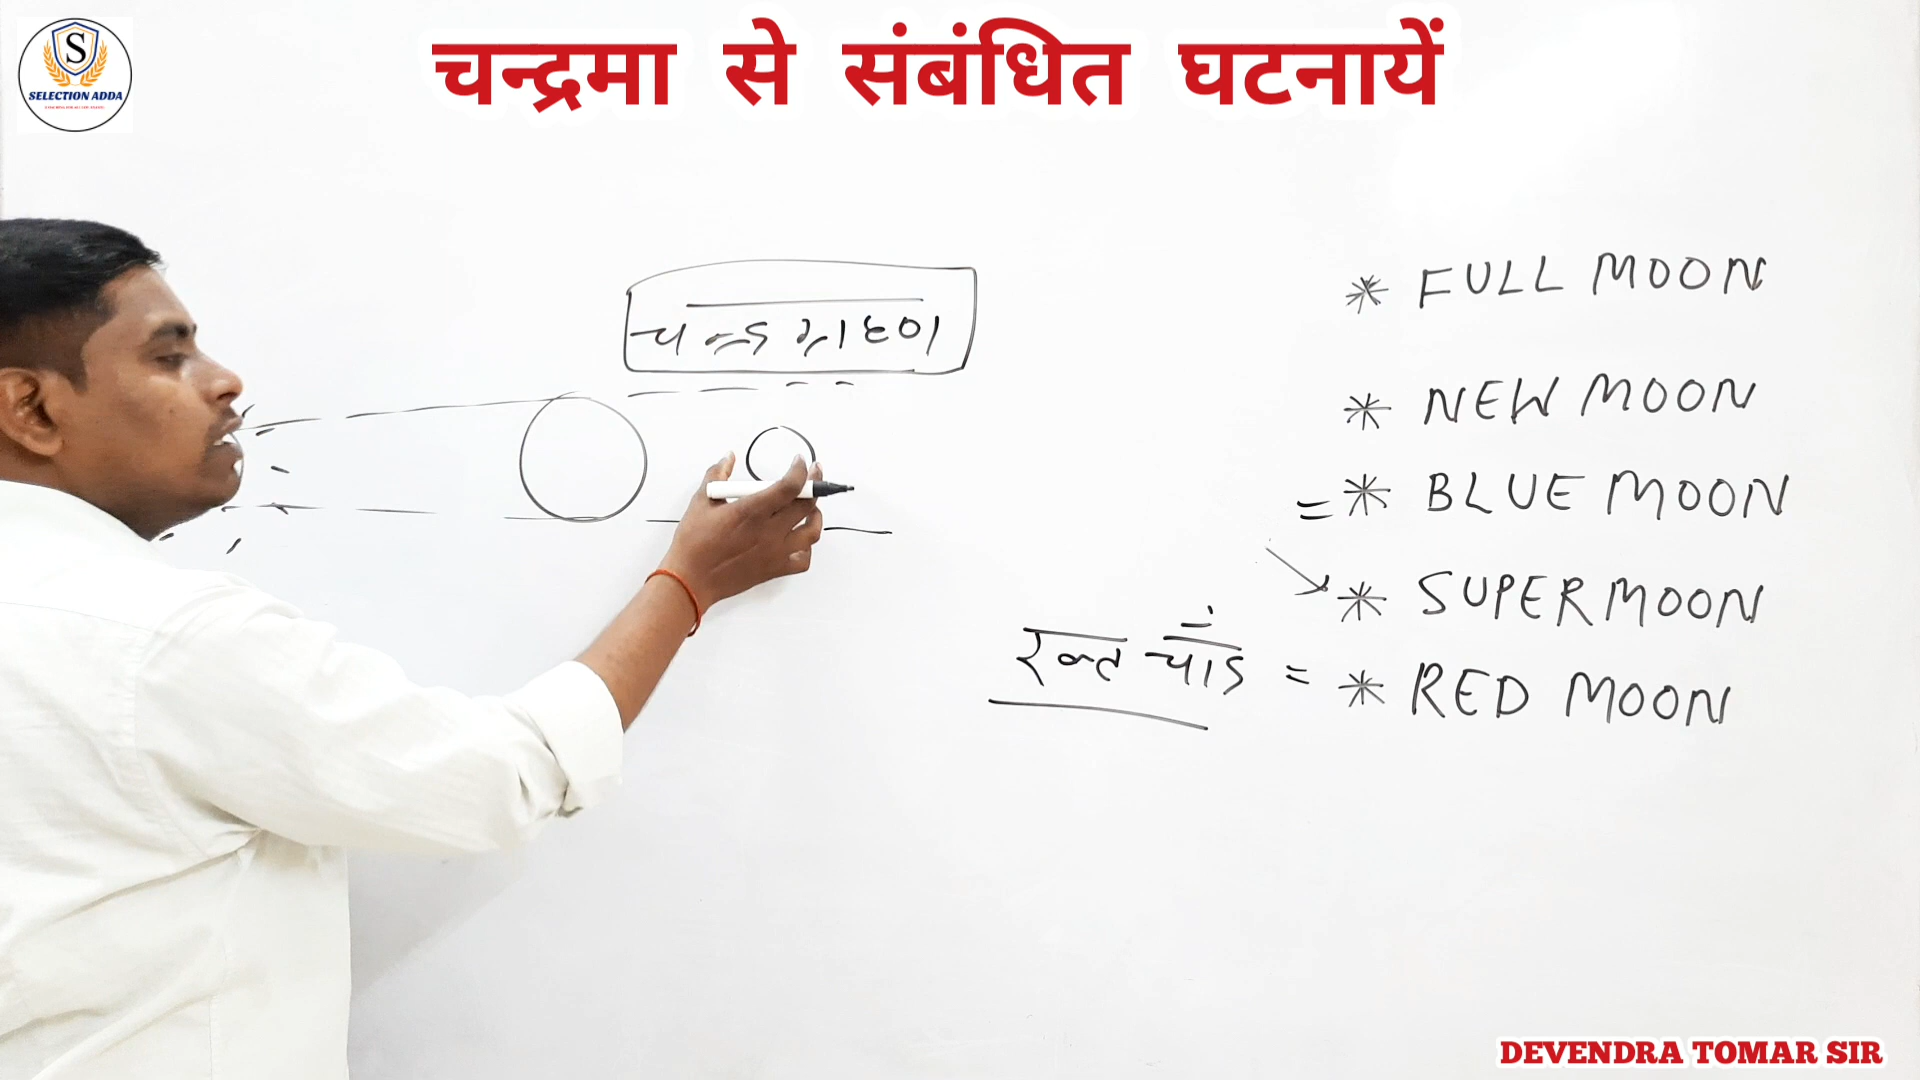 S
SELECTION ADDA
चन्द्रमा से संबंधित घटनायें
चन्द्र ग्रहण
* FULL MOON
* NEW MOON
= * BLUE MOON
* SUPERMOON
रक्त चाँद = * RED MOON
DEVENDRA TOMAR SIR